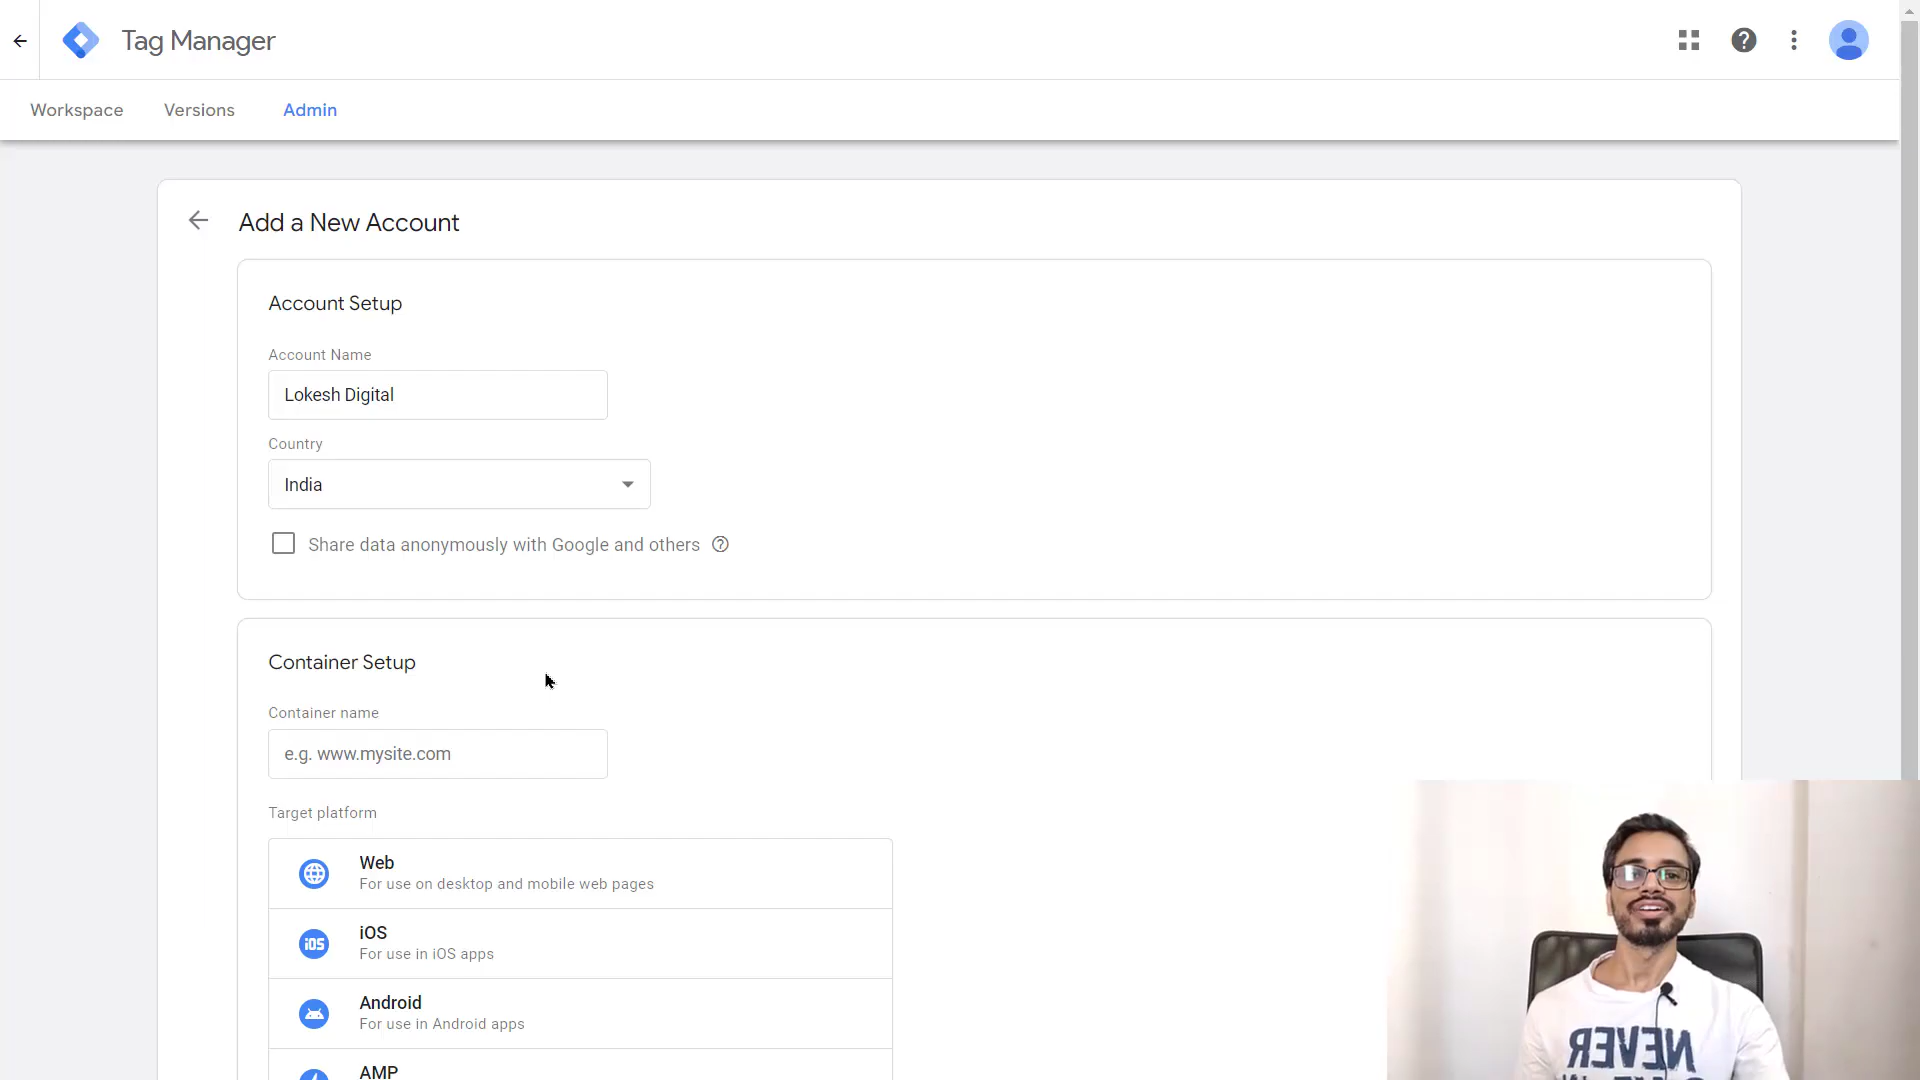 Tag Manager
Workspace
Versions
Admin
Add a New Account
Account Setup
Account Name
Lokesh Digital
Country
India
Share data anonymously with Google and others
Container Setup
Container name
e.g. www.mysite.com
Target platform
Web
For use on desktop and mobile web pages
iOS
iOS
For use in iOS apps
Android
For use in Android apps
AMP
NEVER